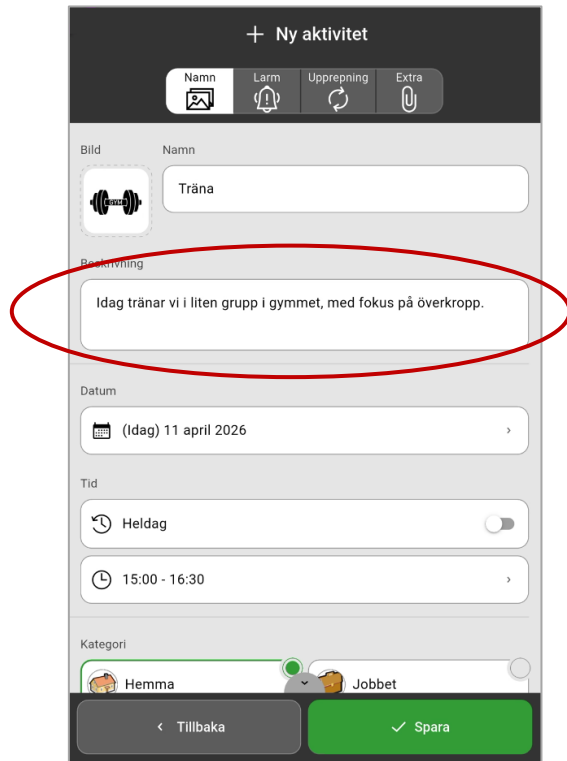 Ny aktivitet
Namn Larm Upprepning Extra
Bild Namn
GYM Träna
Beskrivning
Idag tränar vi i liten grupp i gymmet, med fokus på överkropp.
Datum
(Idag) 11 april 2026
Tid
Heldag
15:00 - 16:30
Kategori
Hemma Jobbet
Tillbaka Spara